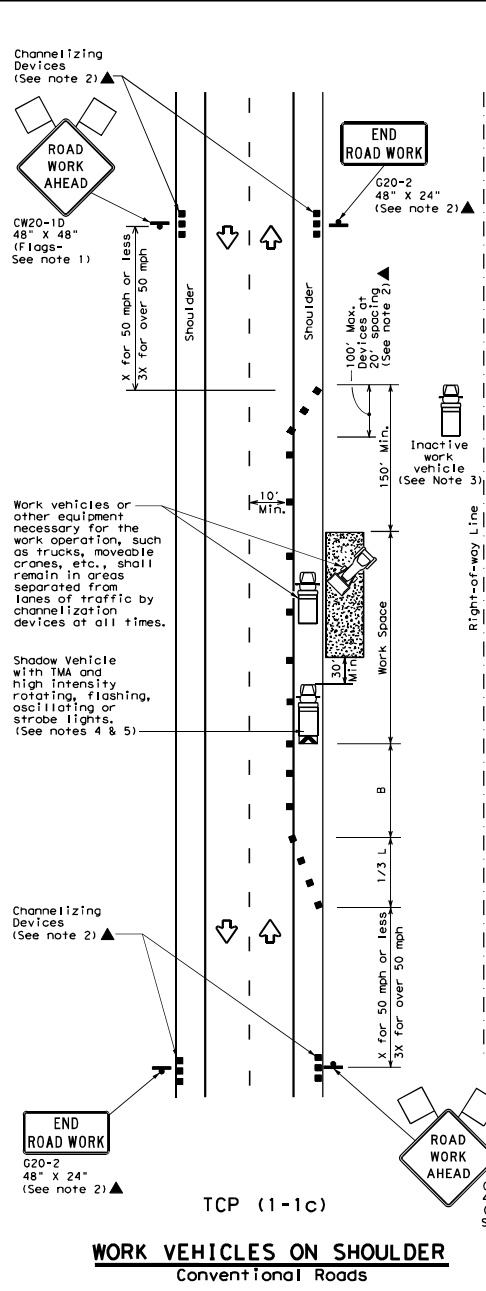 Channelizing
Devices
(See note 2)▲
ROAD
WORK
AHEAD
CW20-1D
48" X 48"
(Flags-
See note 1)
END
ROAD WORK
G20-2
48" X 24"
(See note 2)▲
X for 50 mph or less
3X for over 50 mph
Shoulder
Shoulder
100' Max.
Devices at
20' spacing
(See note 2)▲
150' Min.
Inactive
work
vehicle
(See Note 3)
Right-of-way Line
10'
Min.
Work vehicles or
other equipment
necessary for the
work operation, such
as trucks, moveable
cranes, etc., shall
remain in areas
separated from
lanes of traffic by
channelization
devices at all times.
Work Space
30'
Min.
Shadow Vehicle
with TMA and
high intensity
rotating, flashing,
oscillating or
strobe lights.
(See notes 4 & 5)
B
1/3 L
Channelizing
Devices
(See note 2)▲
X for 50 mph or less
3X for over 50 mph
END
ROAD WORK
G20-2
48" X 24"
(See note 2)▲
ROAD
WORK
AHEAD
TCP (1-1c)
WORK VEHICLES ON SHOULDER
Conventional Roads